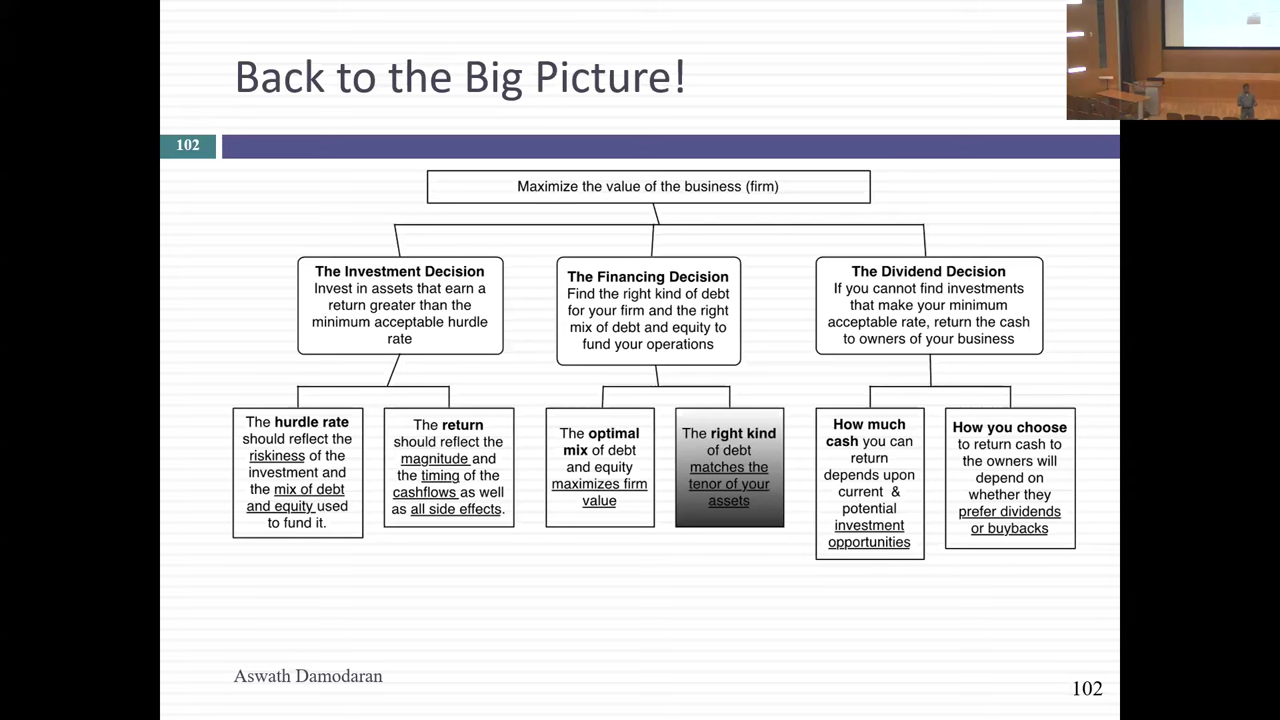 Back to the Big Picture!
102
Maximize the value of the business (firm)
The Investment Decision
Invest in assets that earn a
return greater than the
minimum acceptable hurdle
rate
The Financing Decision
Find the right kind of debt
for your firm and the right
mix of debt and equity to
fund your operations
The Dividend Decision
If you cannot find investments
that make your minimum
acceptable rate, return the cash
to owners of your business
The hurdle rate
should reflect the
riskiness of the
investment and
the mix of debt
and equity used
to fund it.
The return
should reflect the
magnitude and
the timing of the
cashflows as well
as all side effects.
The optimal
mix of debt
and equity
maximizes firm
value
The right kind
of debt
matches the
tenor of your
assets
How much
cash you can
return
depends upon
current &
potential
investment
opportunities
How you choose
to return cash to
the owners will
depend on
whether they
prefer dividends
or buybacks
Aswath Damodaran
102